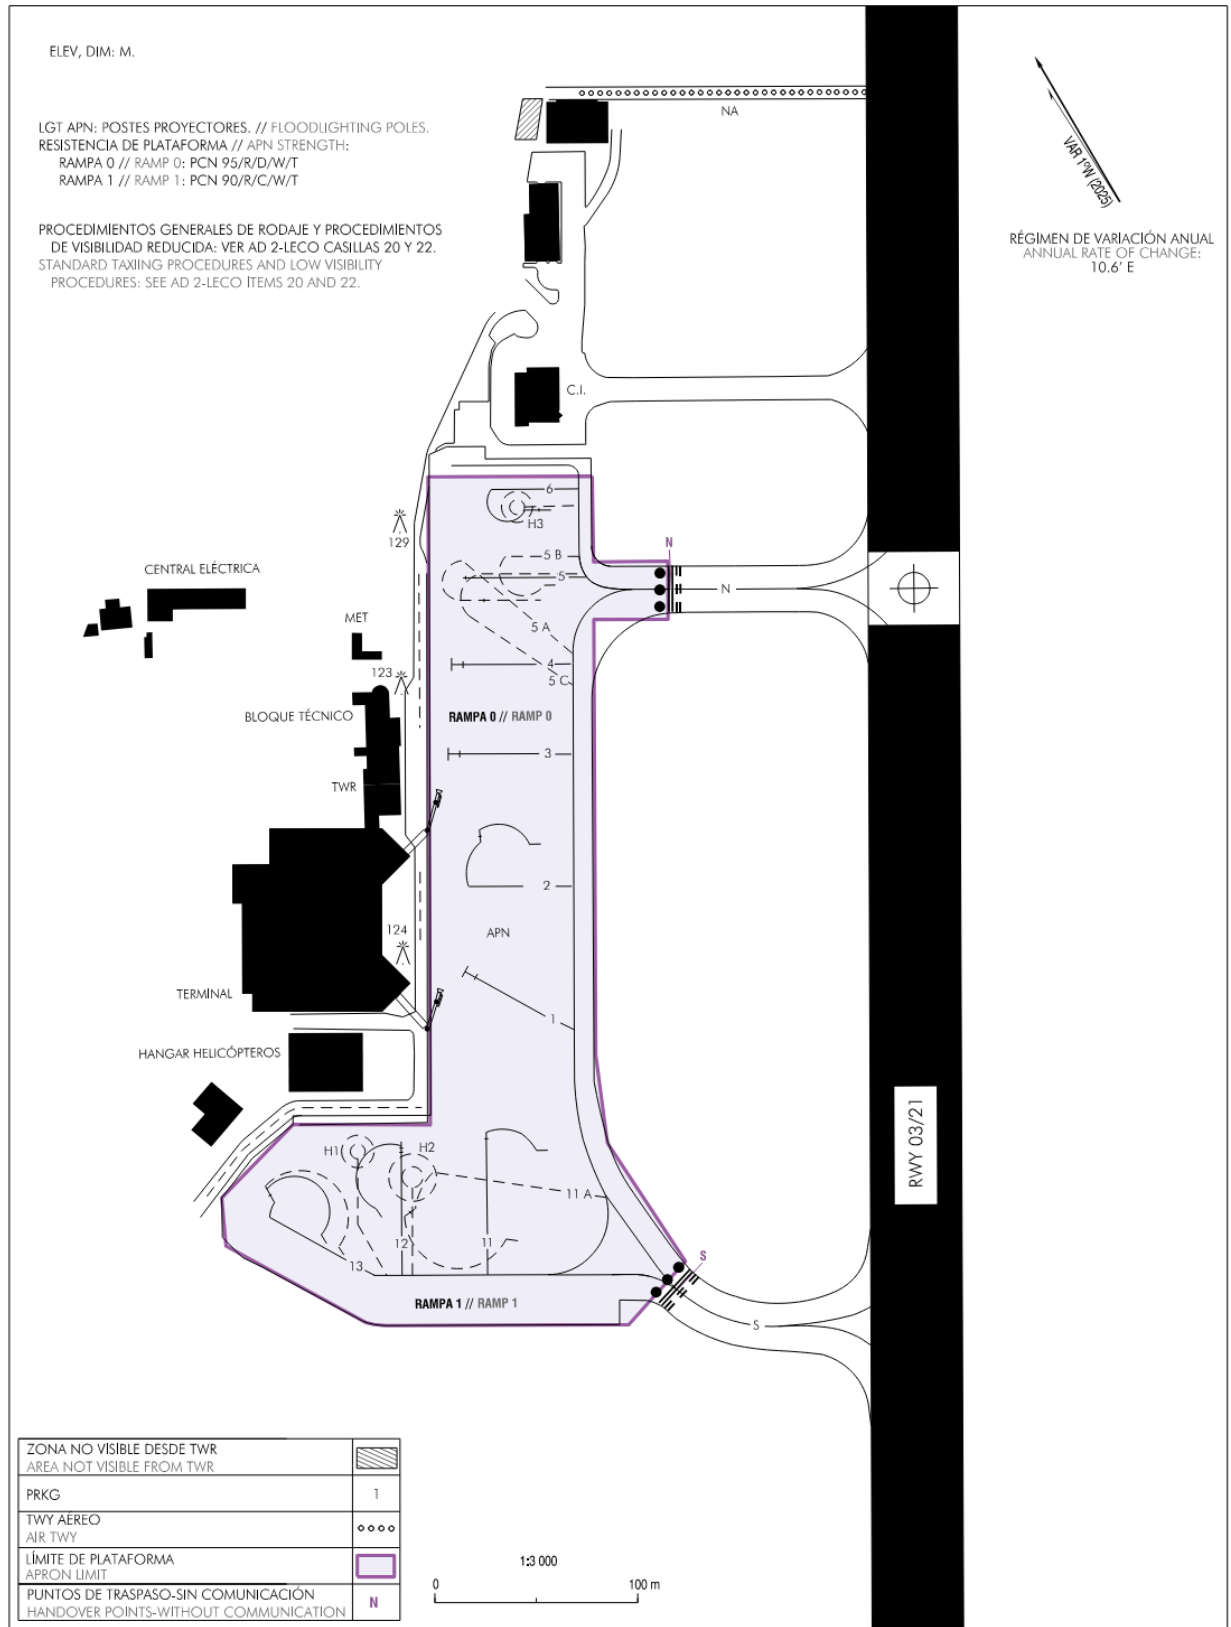 ELEV, DIM: M.
LGT APN: POSTES PROYECTORES. // FLOODLIGHTING POLES.
RESISTENCIA DE PLATAFORMA // APN STRENGTH:
RAMPA 0 // RAMP 0: PCN 95/R/D/W/T
RAMPA 1 // RAMP 1: PCN 90/R/C/W/T
PROCEDIMIENTOS GENERALES DE RODAJE Y PROCEDIMIENTOS
DE VISIBILIDAD REDUCIDA: VER AD 2-LECO CASILLAS 20 Y 22.
STANDARD TAXIING PROCEDURES AND LOW VISIBILITY
PROCEDURES: SEE AD 2-LECO ÍTEMS 20 AND 22.
NA
VAR 1°W (2025)
RÉGIMEN DE VARIACIÓN ANUAL
ANNUAL RATE OF CHANGE:
10.6' E
C.I.
6
H3
129
N
5 B
5
N
CENTRAL ELÉCTRICA
MET
5 A
4
123
5 C
BLOQUE TÉCNICO
RAMPA 0 // RAMP 0
3
TWR
2
124
APN
TERMINAL
1
HANGAR HELICÓPTEROS
RWY 03/21
H1
H2
11 A
12
11
13
S
RAMPA 1 // RAMP 1
S
ZONA NO VISIBLE DESDE TWR
AREA NOT VISIBLE FROM TWR
PRKG 1
TWY AÉREO
AIR TWY
LÍMITE DE PLATAFORMA
APRON LIMIT
PUNTOS DE TRASPASO-SIN COMUNICACIÓN
HANDOVER POINTS-WITHOUT COMMUNICATION
N
1:3 000
0 100 m